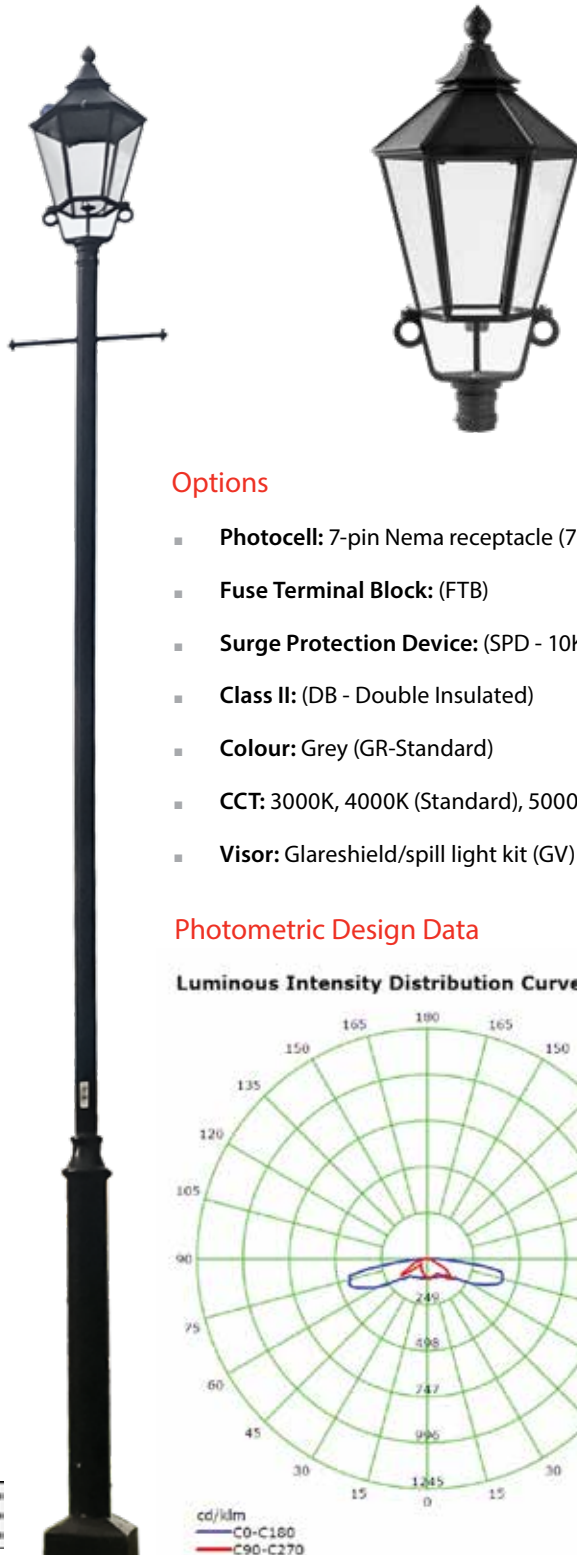 Options
Photocell: 7-pin Nema receptacle (7
Fuse Terminal Block: (FTB)
Surge Protection Device: (SPD - 10K
Class II: (DB - Double Insulated)
Colour: Grey (GR-Standard)
CCT: 3000K, 4000K (Standard), 5000
Visor: Glareshield/spill light kit (GV)
Photometric Design Data
Luminous Intensity Distribution Curve
180
165
165
150
150
135
120
105
90
75
60
45
30
15
0
15
30
249
498
747
996
1245
cd/klm
C0-C180
C90-C270